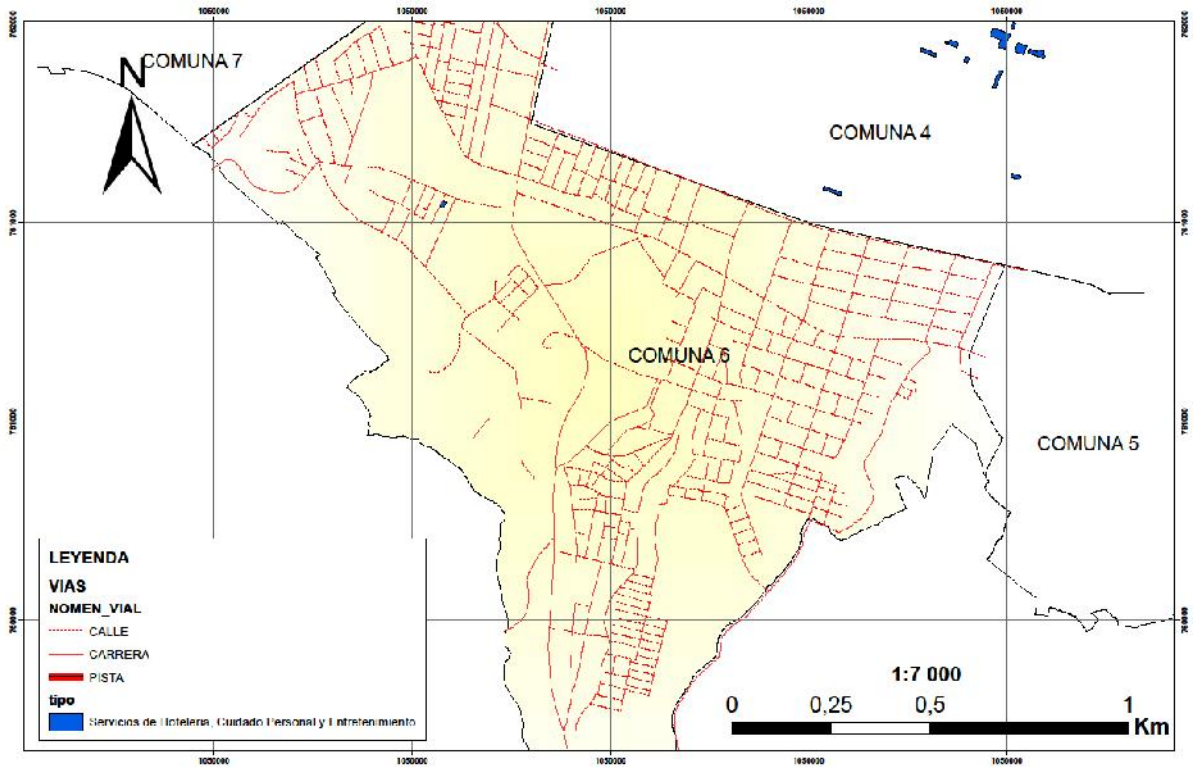 COMUNA 7
N
COMUNA 4
COMUNA 6
COMUNA 5
LEYENDA
VIAS
NOMEN_VIAL
CALLE
CARRERA
PISTA
tipo
Servicios de Hoteleria, Cuidado Personal y Entretenimiento
1:7 000
0 0,25 0,5 1
Km